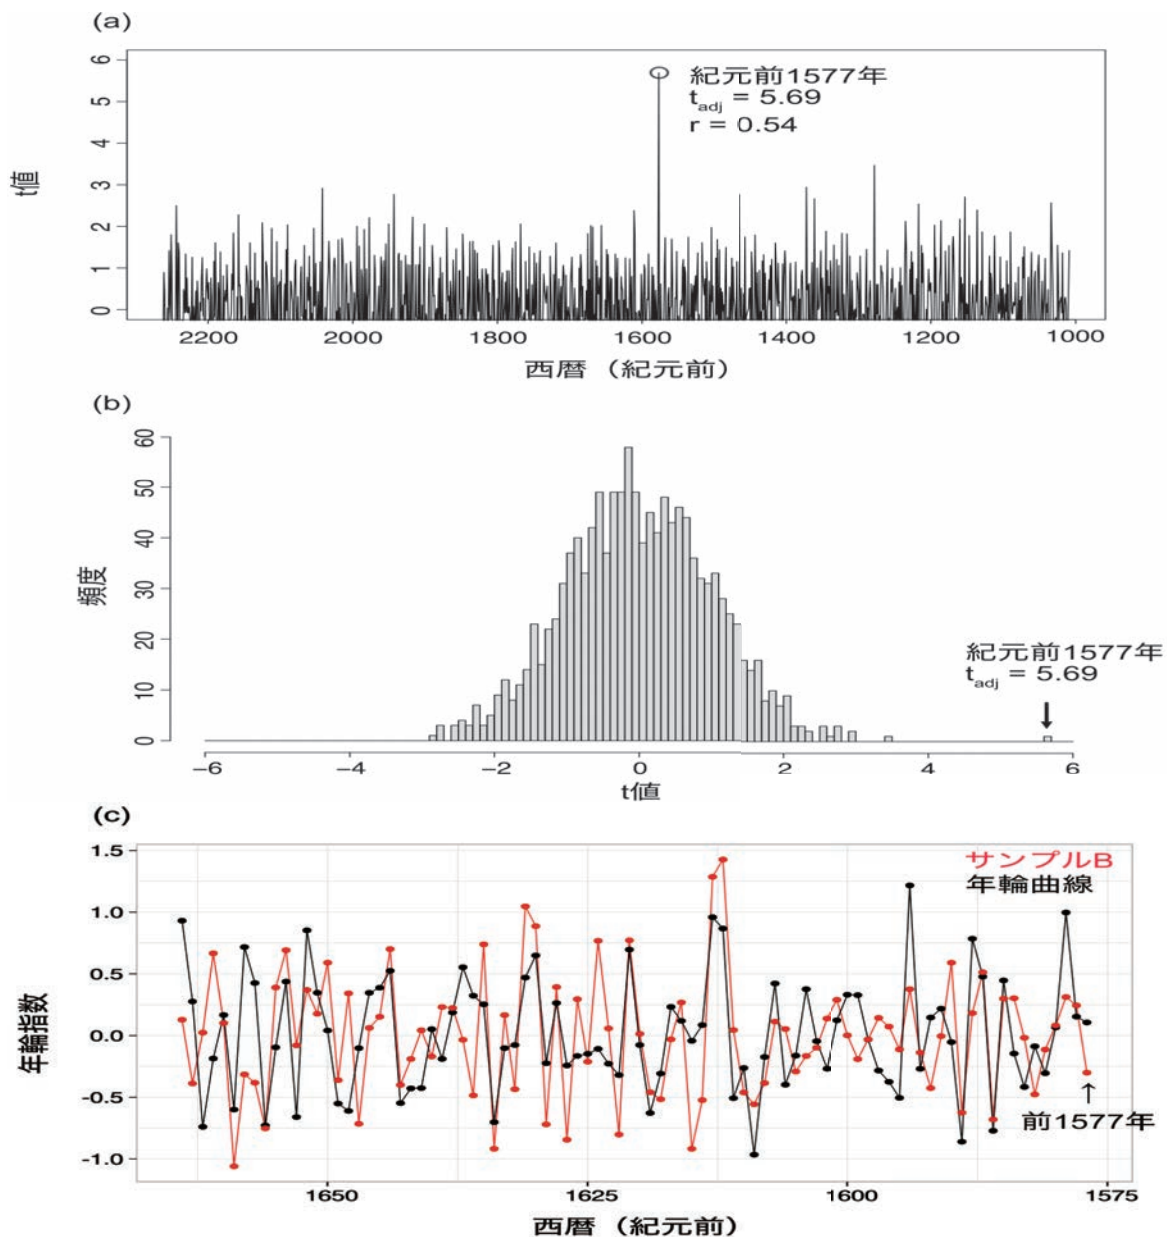 (a)
6
5
4
3
2
1
0
t値
紀元前1577年
t_adj = 5.69
r = 0.54
2200 2000 1800 1600 1400 1200 1000
西暦（紀元前）
(b)
60
50
40
30
20
10
0
頻度
紀元前1577年
t_adj = 5.69
−6 −4 −2 0 2 4 6
t値
(c)
1.5
1.0
0.5
0.0
-0.5
-1.0
年輪指数
サンプルB
年輪曲線
前1577年
1650 1625 1600 1575
西暦（紀元前）